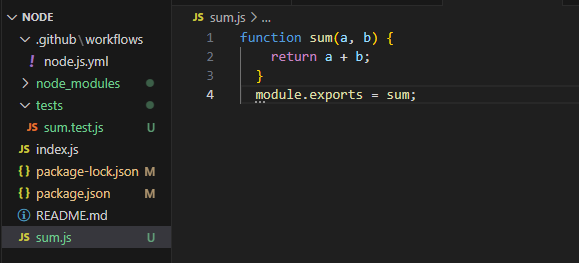 NODE
.github\workflows
! node.js.yml
node_modules
tests
JS sum.test.js U
JS index.js
{} package-lock.json M
{} package.json M
README.md
JS sum.js U
JS sum.js > ...
1 function sum(a, b) {
2 return a + b;
3 }
4 module.exports = sum;